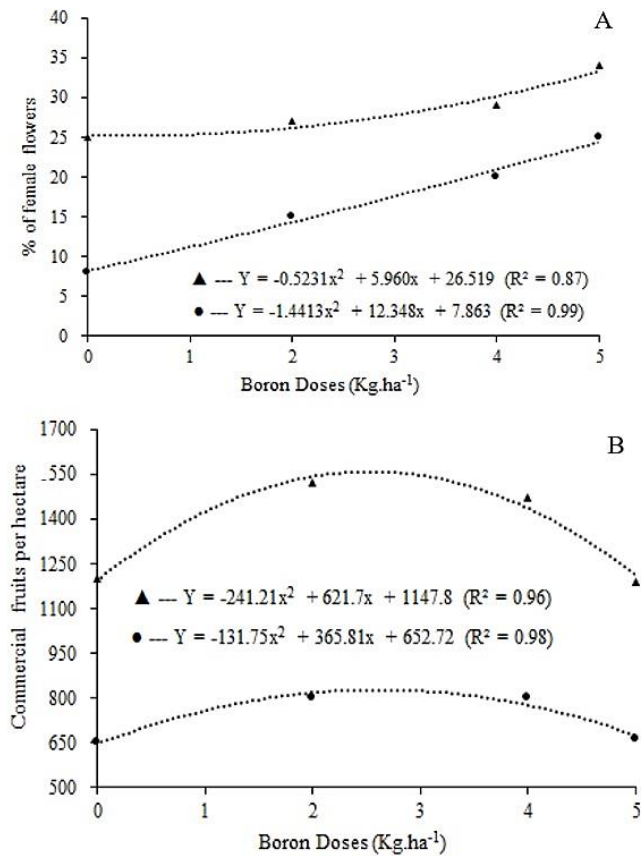 A
40
35
30
25
20
15
10
5
0
% of female flowers
▲ --- Y = -0.5231x² + 5.960x + 26.519 (R² = 0.87)
● --- Y = -1.4413x² + 12.348x + 7.863 (R² = 0.99)
0 1 2 3 4 5
Boron Doses (Kg.ha⁻¹)
B
1700
1550
1400
1250
1200
1100
950
800
650
500
Commercial fruits per hectare
▲ --- Y = -241.21x² + 621.7x + 1147.8 (R² = 0.96)
● --- Y = -131.75x² + 365.81x + 652.72 (R² = 0.98)
0 1 2 3 4 5
Boron Doses (Kg.ha⁻¹)